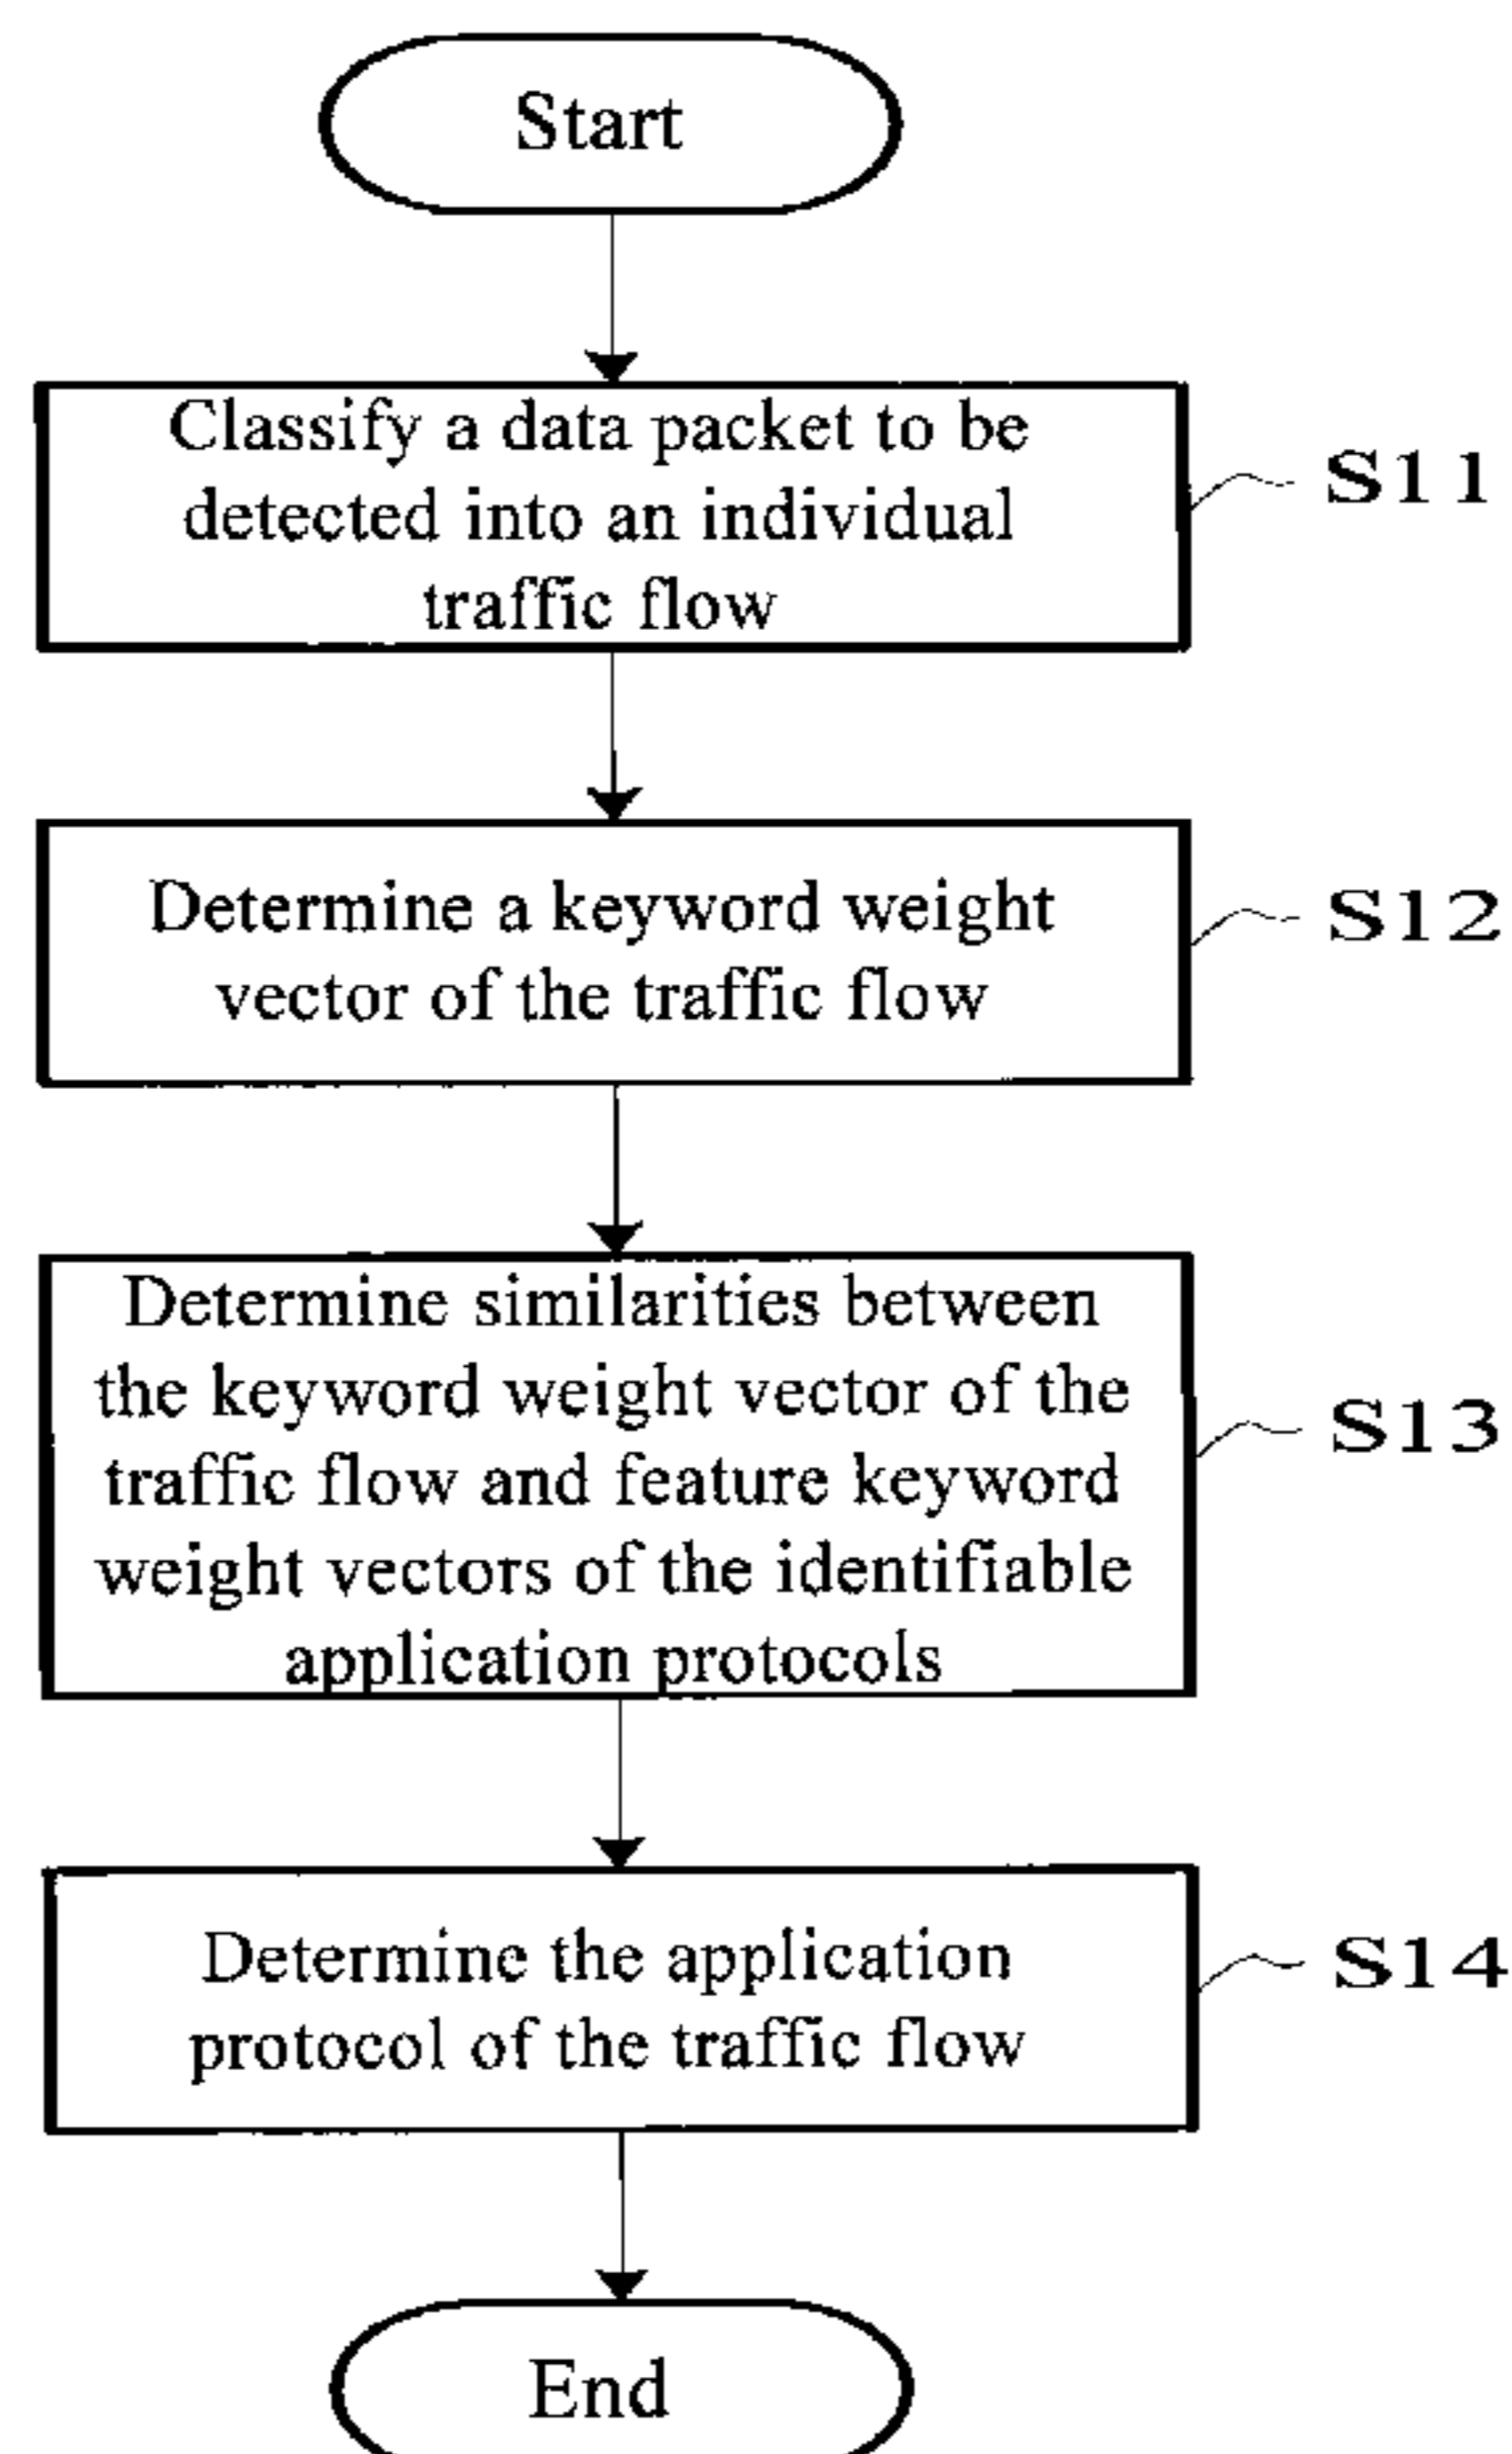 Start
Classify a data packet to be
detected into an individual
traffic flow
S11
Determine a keyword weight
vector of the traffic flow
S12
Determine similarities between
the keyword weight vector of the
traffic flow and feature keyword
weight vectors of the identifiable
application protocols
S13
Determine the application
protocol of the traffic flow
S14
End